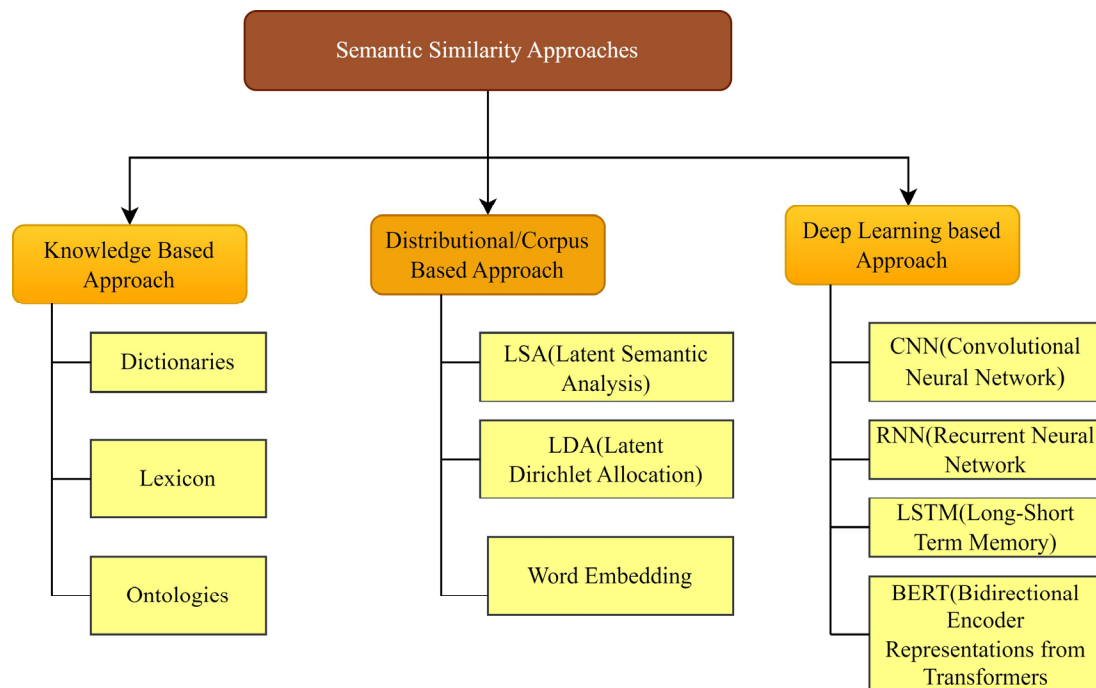 Semantic Similarity Approaches
Knowledge Based
Approach
Dictionaries
Lexicon
Ontologies
Distributional/Corpus
Based Approach
LSA(Latent Semantic
Analysis)
LDA(Latent
Dirichlet Allocation)
Word Embedding
Deep Learning based
Approach
CNN(Convolutional
Neural Network)
RNN(Recurrent Neural
Network
LSTM(Long-Short
Term Memory)
BERT(Bidirectional
Encoder
Representations from
Transformers